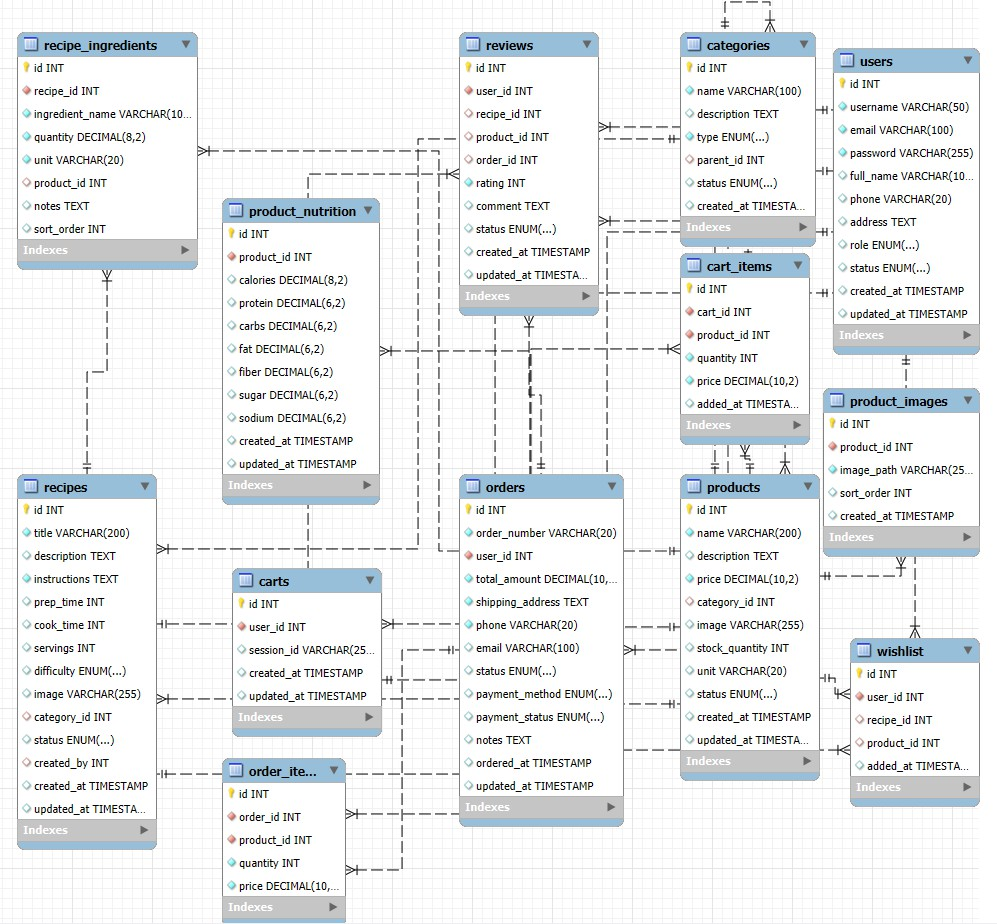 recipe_ingredients
id INT
recipe_id INT
ingredient_name VARCHAR(10...
quantity DECIMAL(8,2)
unit VARCHAR(20)
product_id INT
notes TEXT
sort_order INT
Indexes
reviews
id INT
user_id INT
recipe_id INT
product_id INT
order_id INT
rating INT
comment TEXT
status ENUM(...)
created_at TIMESTAMP
updated_at TIMESTA...
Indexes
categories
id INT
name VARCHAR(100)
description TEXT
type ENUM(...)
parent_id INT
status ENUM(...)
created_at TIMESTA...
Indexes
users
id INT
username VARCHAR(50)
email VARCHAR(100)
password VARCHAR(255)
full_name VARCHAR(10...
phone VARCHAR(20)
address TEXT
role ENUM(...)
status ENUM(...)
created_at TIMESTAMP
updated_at TIMESTAMP
Indexes
product_nutrition
id INT
product_id INT
calories DECIMAL(8,2)
protein DECIMAL(6,2)
carbs DECIMAL(6,2)
fat DECIMAL(6,2)
fiber DECIMAL(6,2)
sugar DECIMAL(6,2)
sodium DECIMAL(6,2)
created_at TIMESTAMP
updated_at TIMESTAMP
Indexes
cart_items
id INT
cart_id INT
product_id INT
quantity INT
price DECIMAL(10,2)
added_at TIMESTA...
Indexes
product_images
id INT
product_id INT
image_path VARCHAR(25...
sort_order INT
created_at TIMESTAMP
Indexes
recipes
id INT
title VARCHAR(200)
description TEXT
instructions TEXT
prep_time INT
cook_time INT
servings INT
difficulty ENUM(...)
image VARCHAR(255)
category_id INT
status ENUM(...)
created_by INT
created_at TIMESTAMP
updated_at TIMESTA...
Indexes
carts
id INT
user_id INT
session_id VARCHAR(25...
created_at TIMESTAMP
updated_at TIMESTAMP
Indexes
orders
id INT
order_number VARCHAR(20)
user_id INT
total_amount DECIMAL(10,...
shipping_address TEXT
phone VARCHAR(20)
email VARCHAR(100)
status ENUM(...)
payment_method ENUM(...)
payment_status ENUM(...)
notes TEXT
ordered_at TIMESTAMP
updated_at TIMESTAMP
Indexes
products
id INT
name VARCHAR(200)
description TEXT
price DECIMAL(10,2)
category_id INT
image VARCHAR(255)
stock_quantity INT
unit VARCHAR(20)
status ENUM(...)
created_at TIMESTAMP
updated_at TIMESTA...
Indexes
wishlist
id INT
user_id INT
recipe_id INT
product_id INT
added_at TIMESTA...
Indexes
order_ite...
id INT
order_id INT
product_id INT
quantity INT
price DECIMAL(10,...
Indexes